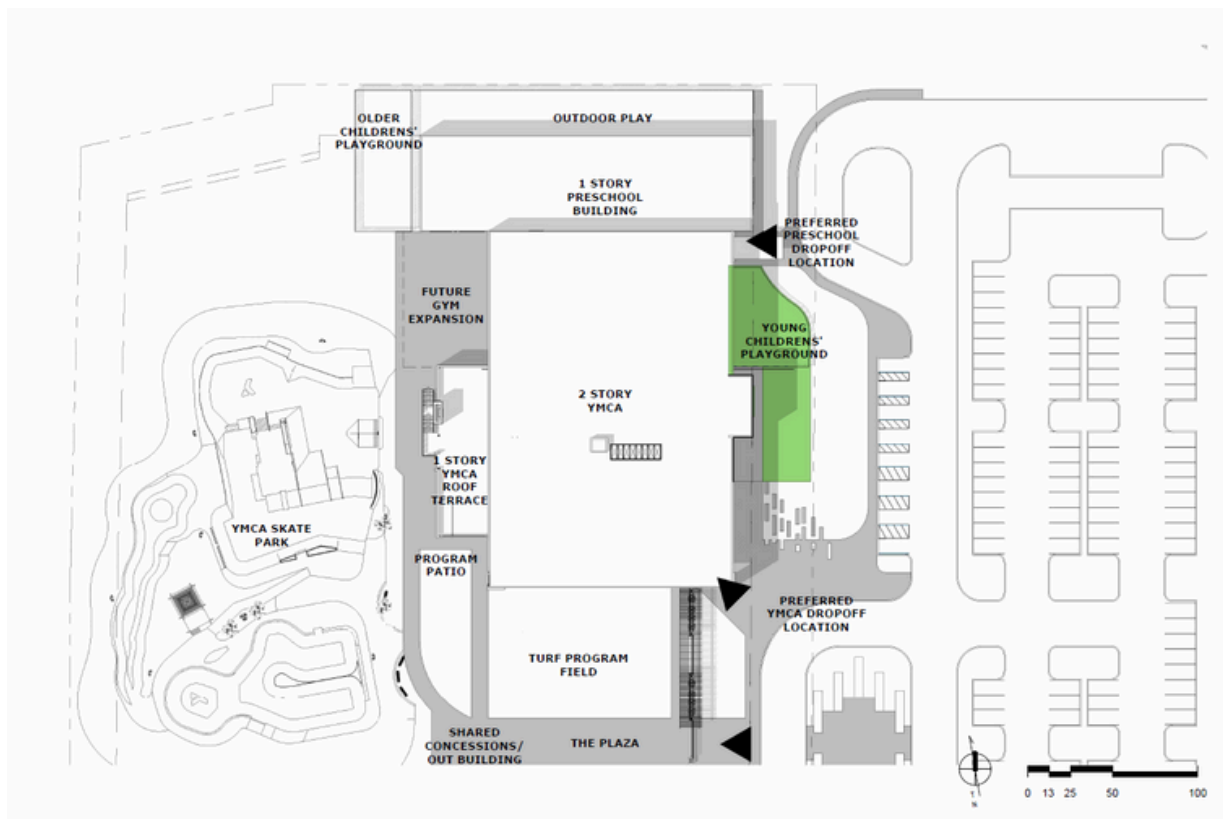 OLDER
CHILDRENS'
PLAYGROUND
OUTDOOR PLAY
1 STORY
PRESCHOOL
BUILDING
PREFERRED
PRESCHOOL
DROPOFF
LOCATION
FUTURE
GYM
EXPANSION
YOUNG
CHILDRENS'
PLAYGROUND
2 STORY
YMCA
1 STORY
YMCA
ROOF
TERRACE
YMCA SKATE
PARK
PROGRAM
PATIO
PREFERRED
YMCA DROPOFF
LOCATION
TURF PROGRAM
FIELD
SHARED
CONCESSIONS/
OUT BUILDING
THE PLAZA
0 13 25 50 100